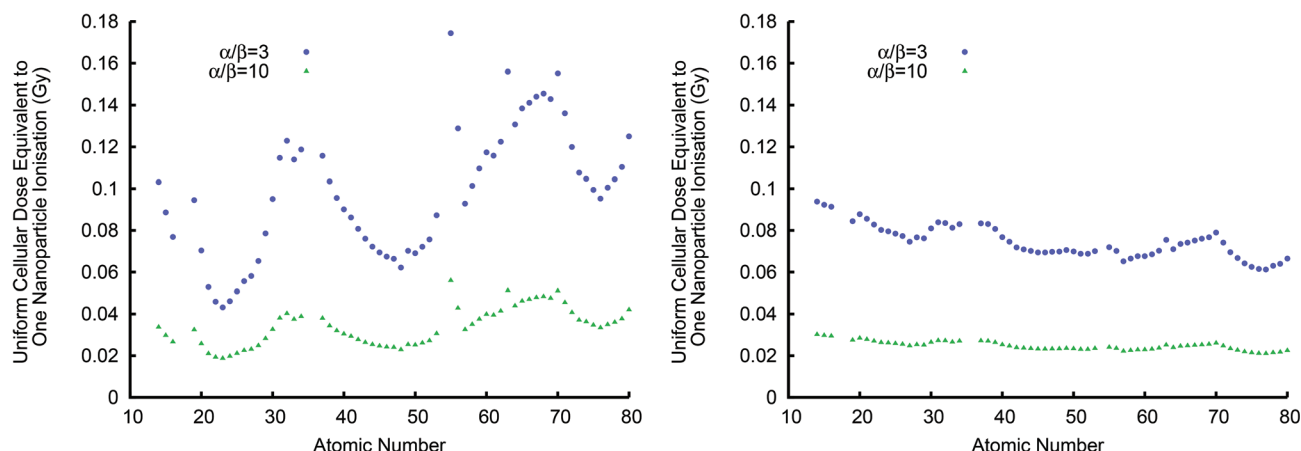 Uniform Cellular Dose Equivalent to
One Nanoparticle Ionisation (Gy)
0.18
0.16
0.14
0.12
0.1
0.08
0.06
0.04
0.02
0
α/β=3
α/β=10
10 20 30 40 50 60 70 80
Atomic Number
Uniform Cellular Dose Equivalent to
One Nanoparticle Ionisation (Gy)
0.18
0.16
0.14
0.12
0.1
0.08
0.06
0.04
0.02
0
α/β=3
α/β=10
10 20 30 40 50 60 70 80
Atomic Number